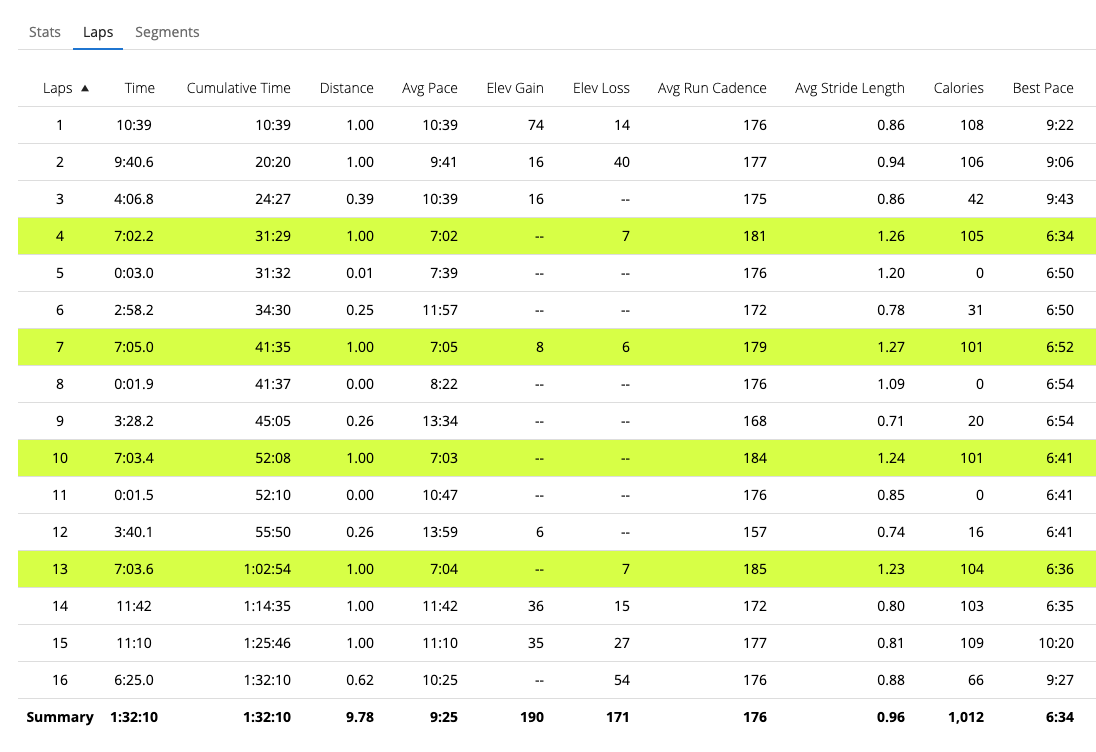 Stats Laps Segments
Laps ▲ Time Cumulative Time Distance Avg Pace Elev Gain Elev Loss Avg Run Cadence Avg Stride Length Calories Best Pace
1 10:39 10:39 1.00 10:39 74 14 176 0.86 108 9:22
2 9:40.6 20:20 1.00 9:41 16 40 177 0.94 106 9:06
3 4:06.8 24:27 0.39 10:39 16 -- 175 0.86 42 9:43
4 7:02.2 31:29 1.00 7:02 -- 7 181 1.26 105 6:34
5 0:03.0 31:32 0.01 7:39 -- -- 176 1.20 0 6:50
6 2:58.2 34:30 0.25 11:57 -- -- 172 0.78 31 6:50
7 7:05.0 41:35 1.00 7:05 8 6 179 1.27 101 6:52
8 0:01.9 41:37 0.00 8:22 -- -- 176 1.09 0 6:54
9 3:28.2 45:05 0.26 13:34 -- -- 168 0.71 20 6:54
10 7:03.4 52:08 1.00 7:03 -- -- 184 1.24 101 6:41
11 0:01.5 52:10 0.00 10:47 -- -- 176 0.85 0 6:41
12 3:40.1 55:50 0.26 13:59 6 -- 157 0.74 16 6:41
13 7:03.6 1:02:54 1.00 7:04 -- 7 185 1.23 104 6:36
14 11:42 1:14:35 1.00 11:42 36 15 172 0.80 103 6:35
15 11:10 1:25:46 1.00 11:10 35 27 177 0.81 109 10:20
16 6:25.0 1:32:10 0.62 10:25 -- 54 176 0.88 66 9:27
Summary 1:32:10 1:32:10 9.78 9:25 190 171 176 0.96 1,012 6:34